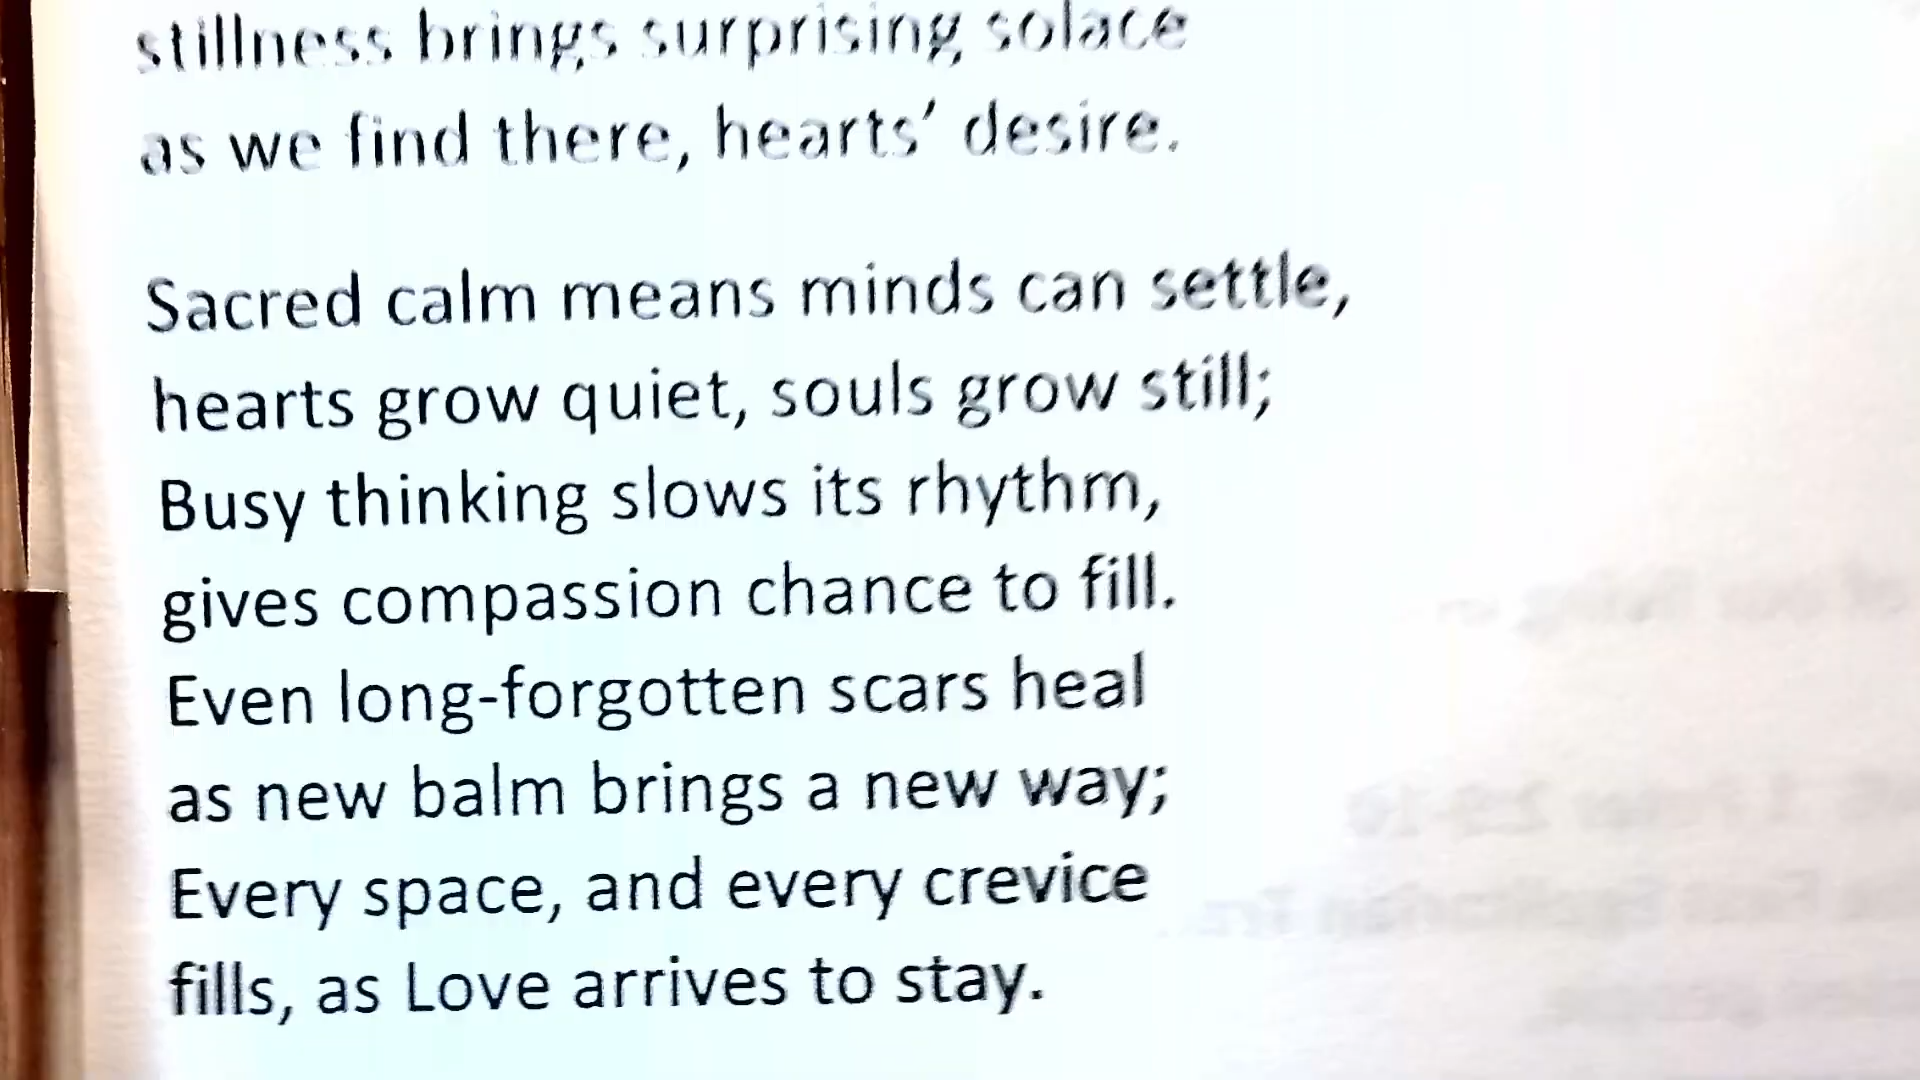 stillness brings surprising solace
as we find there, hearts’ desire.
Sacred calm means minds can settle,
hearts grow quiet, souls grow still;
Busy thinking slows its rhythm,
gives compassion chance to fill.
Even long-forgotten scars heal
as new balm brings a new way;
Every space, and every crevice
fills, as Love arrives to stay.